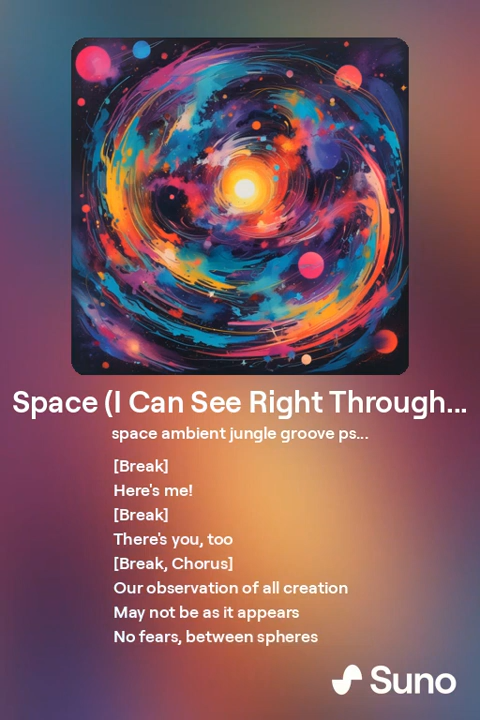 Space (I Can See Right Through...
space ambient jungle groove ps...
[Break]
Here's me!
[Break]
There's you, too
[Break, Chorus]
Our observation of all creation
May not be as it appears
No fears, between spheres
Suno